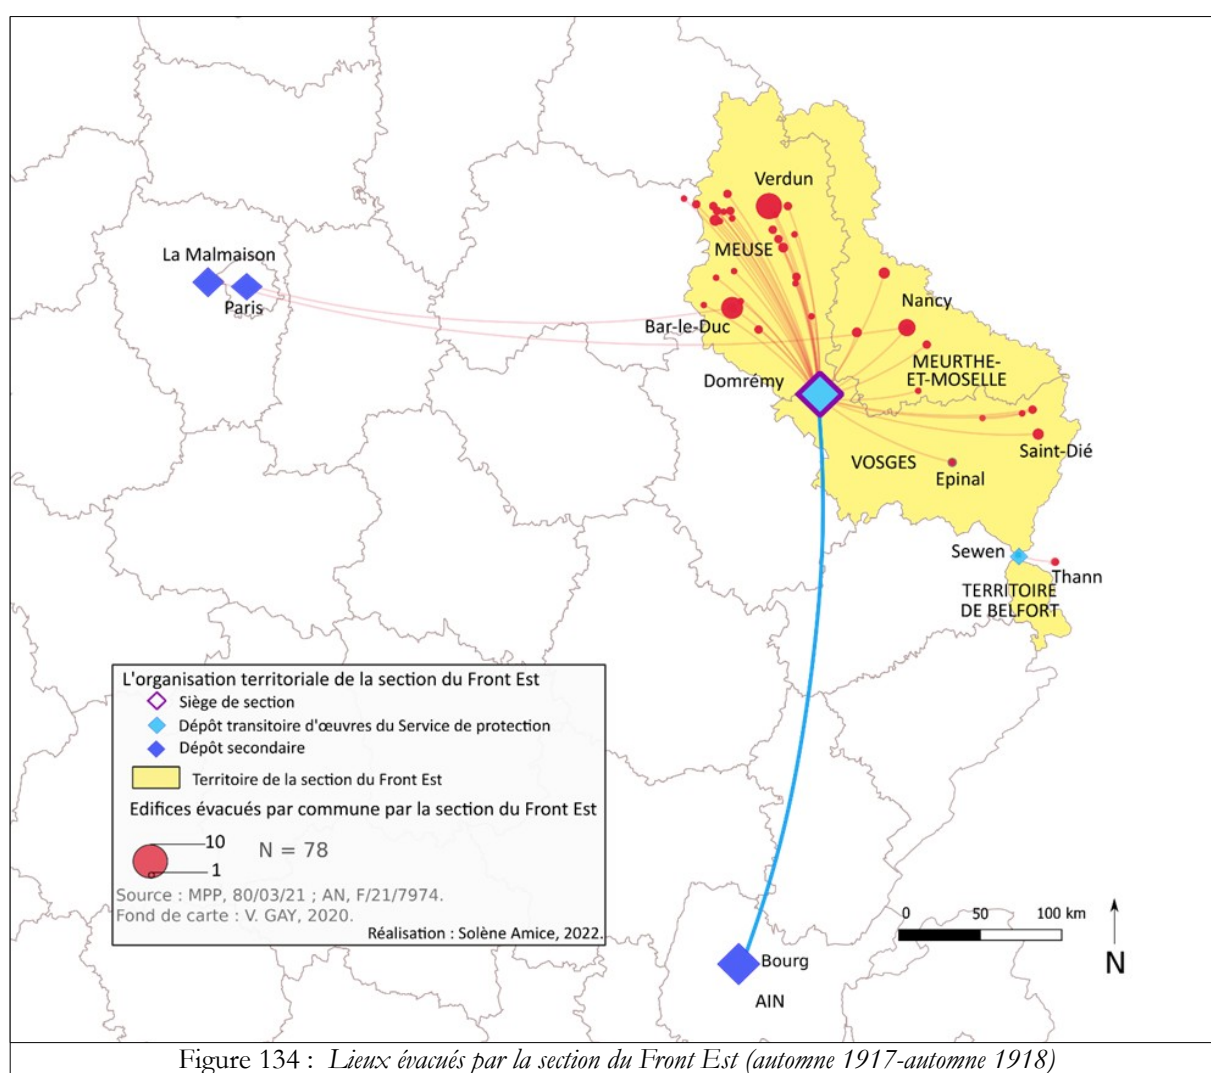 Verdun
La Malmaison
MEUSE
Paris
Nancy
Bar-le-Duc
MEURTHE-
ET-MOSELLE
Domrémy
Saint-Dié
VOSGES
Epinal
Sewen
Thann
TERRITOIRE
DE BELFORT
L'organisation territoriale de la section du Front Est
Siège de section
Dépôt transitoire d'œuvres du Service de protection
Dépôt secondaire
Territoire de la section du Front Est
Edifices évacués par commune par la section du Front Est
10
N = 78
1
Source : MPP, 80/03/21 ; AN, F/21/7974.
Fond de carte : V. GAY, 2020.
Réalisation : Solène Amice, 2022.
0 50 100 km
N
Bourg
AIN
Figure 134 : Lieux évacués par la section du Front Est (automne 1917-automne 1918)